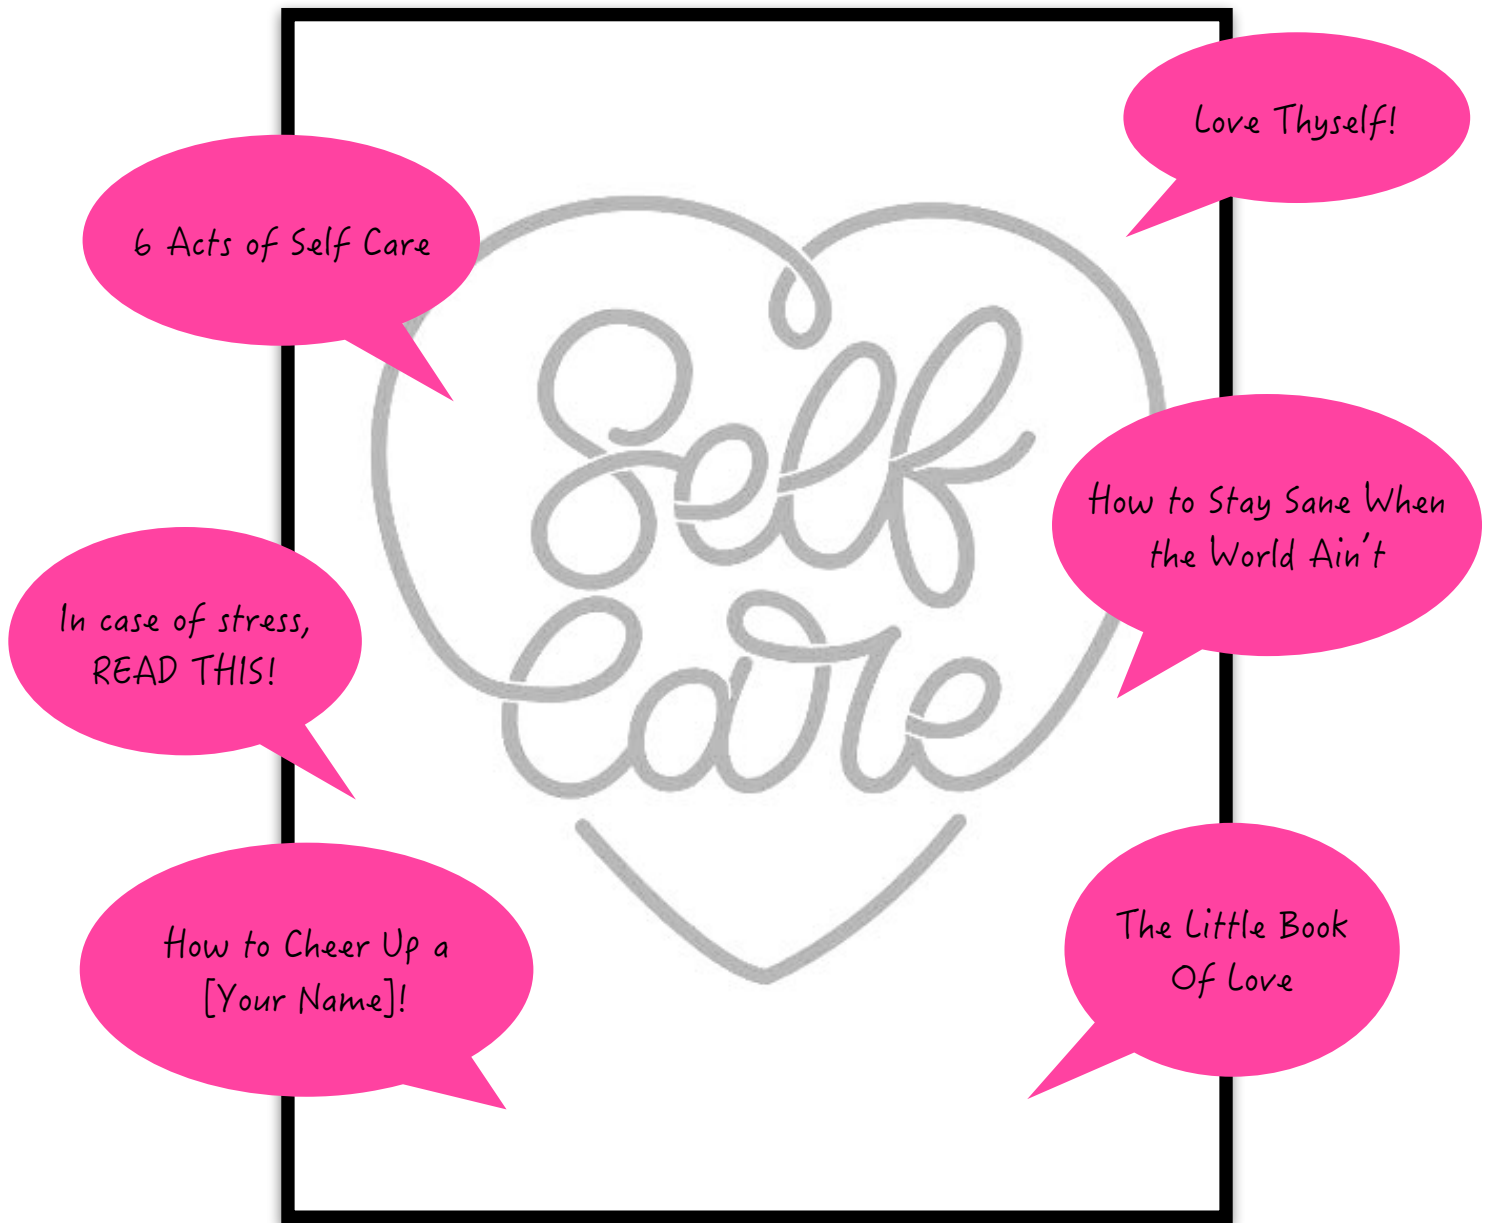 Love Thyself!
6 Acts of Self Care
Self
Care
How to Stay Sane When
the World Ain't
In case of stress,
READ THIS!
How to Cheer Up a
[Your Name]!
The Little Book
Of Love